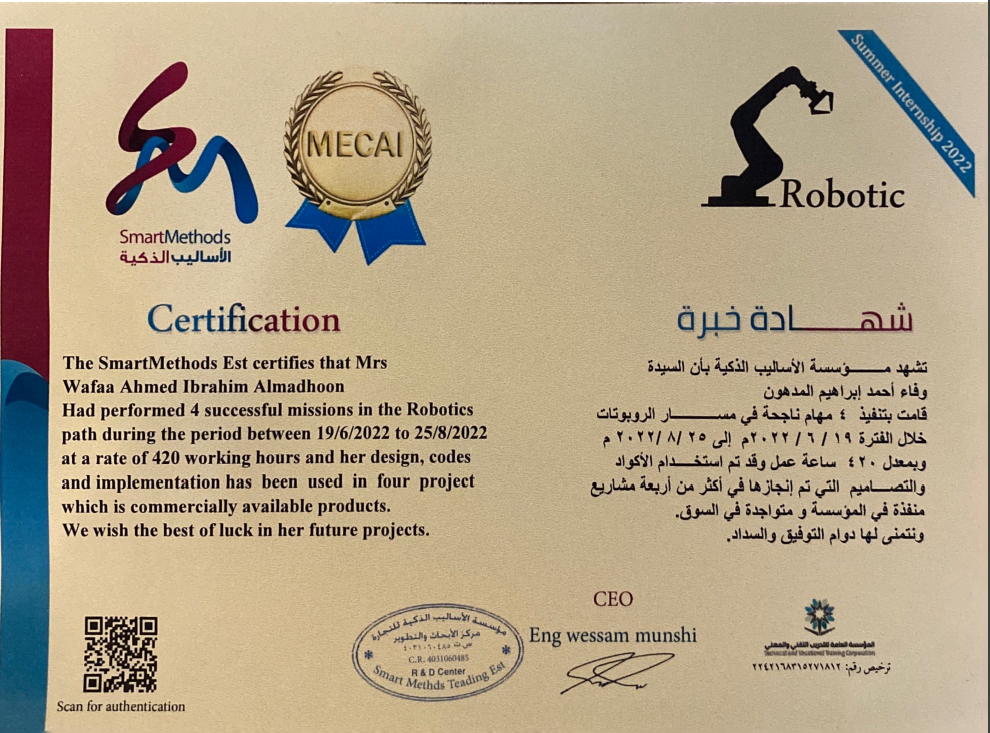 Summer Internship 2022
MECAI
Robotic
SmartMethods
الأساليب الذكية
Certification
The SmartMethods Est certifies that Mrs
Wafaa Ahmed Ibrahim Almadhoon
Had performed 4 successful missions in the Robotics
path during the period between 19/6/2022 to 25/8/2022
at a rate of 420 working hours and her design, codes
and implementation has been used in four project
which is commercially available products.
We wish the best of luck in her future projects.
شهـــــــادة خبرة
تشهد مـــــؤسسة الأساليب الذكية بأن السيدة
وفاء أحمد إبراهيم المدهون
قامت بتنفيذ ٤ مهام ناجحة في مســـــار الروبوتات
خلال الفترة ١٩ / ٦ / ٢٠٢٢م إلى ٢٥ /٨ /٢٠٢٢ م
وبمعدل ٤٢٠ ساعة عمل وقد تم استخـــدام الأكواد
والتصـــاميم التي تم إنجازها في أكثر من أربعة مشاريع
منفذة في المؤسسة و متواجدة في السوق.
ونتمنى لها دوام التوفيق والسداد.
CEO
Eng wessam munshi
مؤسسة الأساليب الذكية للتجارة
مركز الأبحاث والتطوير
س ت ٤٠٣١٠٦٠٤٨٥
C.R. 4031060485
R & D Center
Smart Methds Teading Est
المؤسسة العامة للتدريب التقني والمهني
Technical and Vocational Training Corporation
ترخيص رقم: ٢٢٤٢١٦٨٣١٥٢٧١٨١٢
Scan for authentication